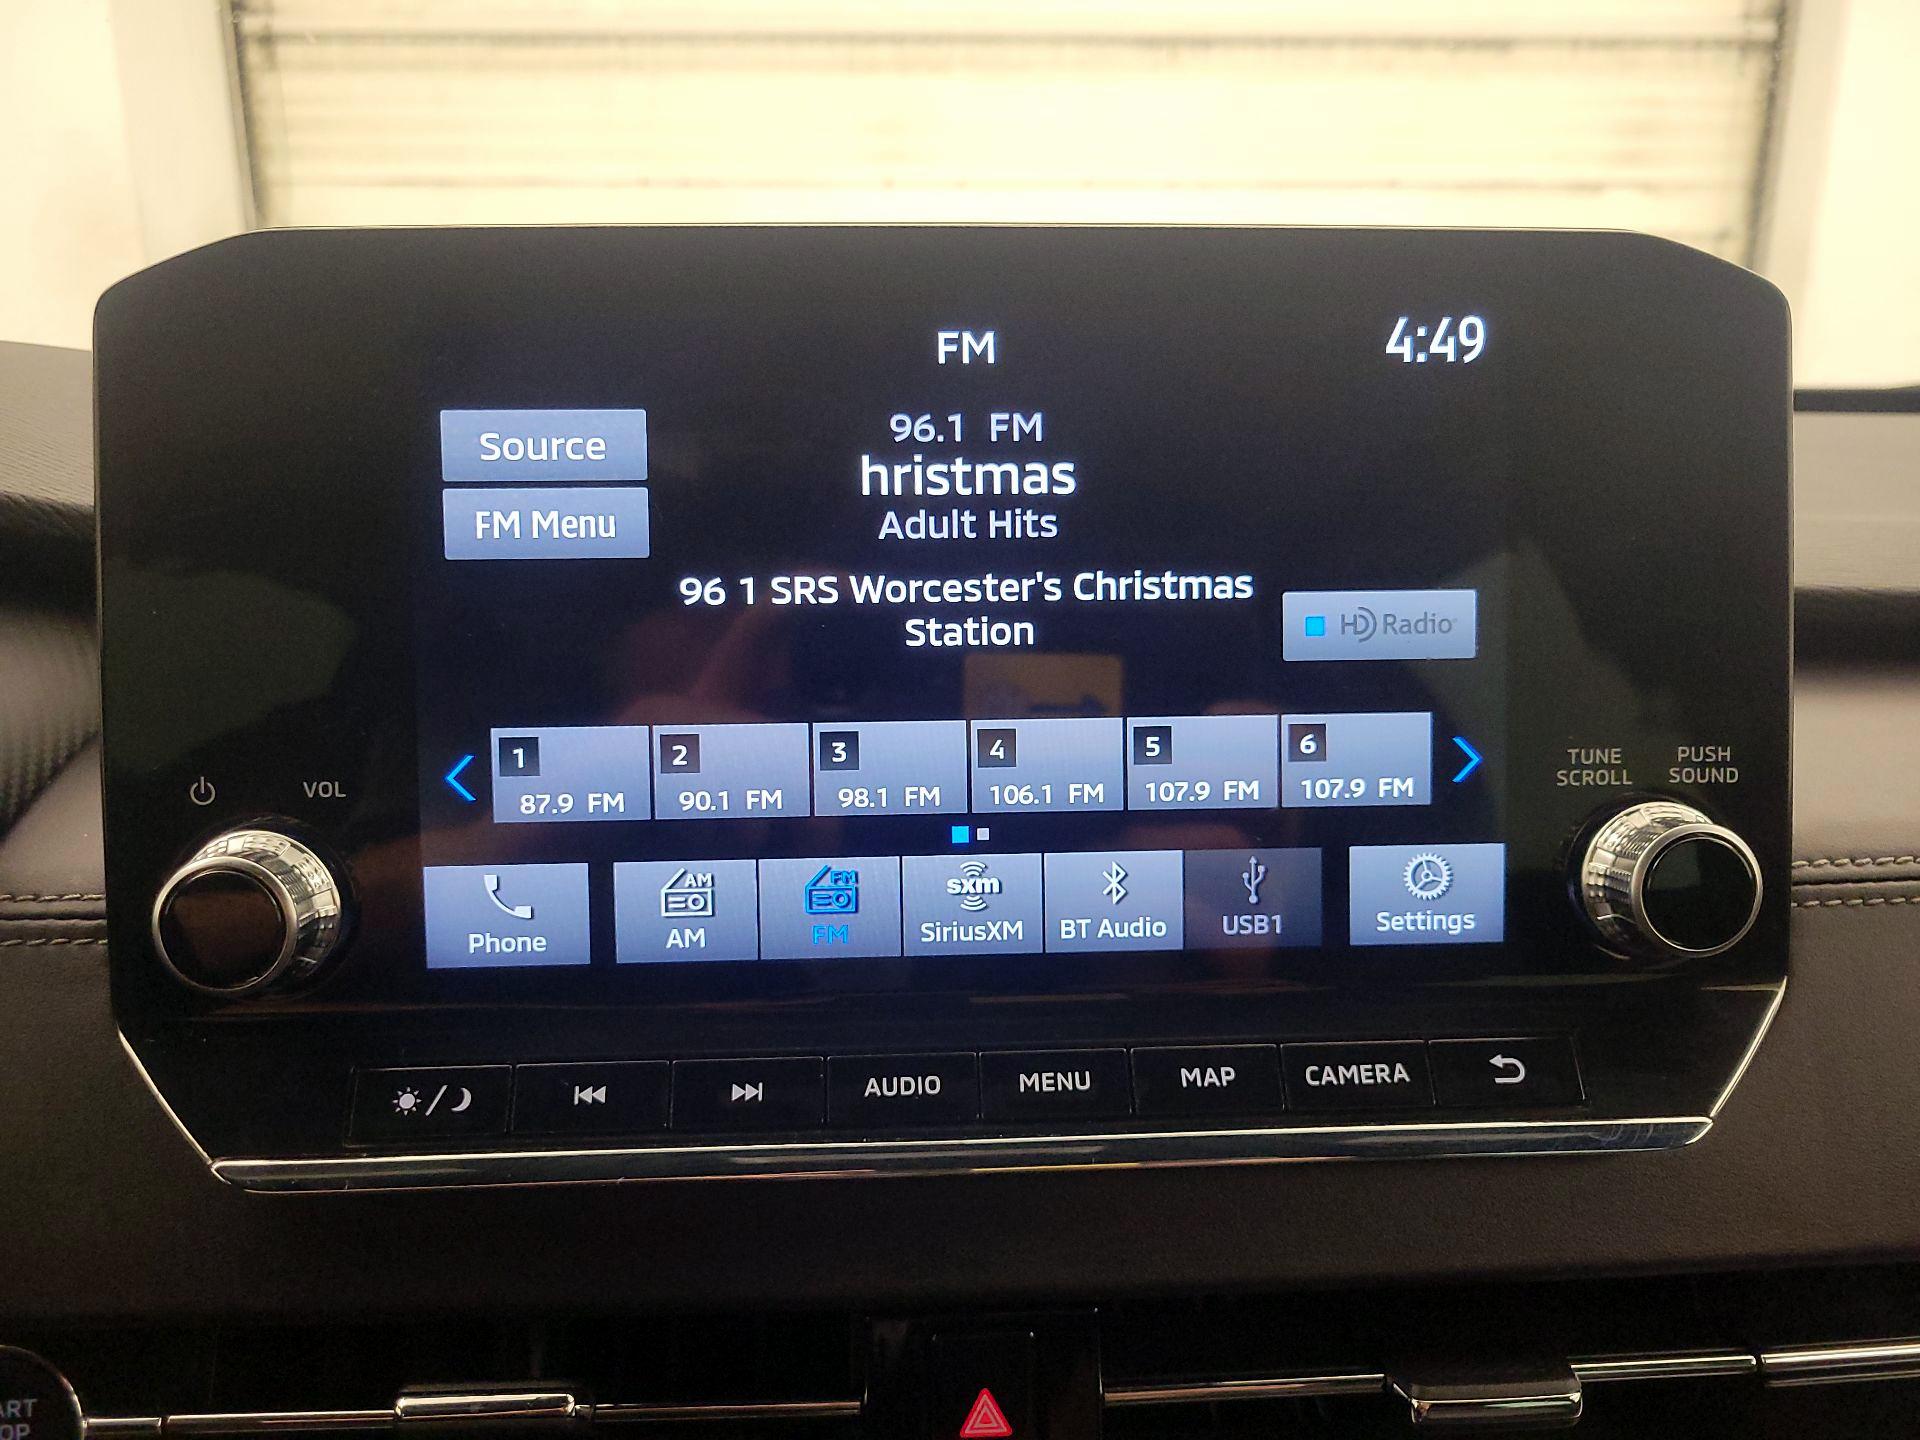 FM
4:49
Source
96.1 FM
hristmas
FM Menu
Adult Hits
96 1 SRS Worcester's Christmas
Station
HD Radio
1
87.9 FM
2
90.1 FM
3
98.1 FM
4
106.1 FM
5
107.9 FM
6
107.9 FM
VOL
TUNE
SCROLL
PUSH
SOUND
Phone
AM
AM
FM
FM
sxm
SiriusXM
BT Audio
USB1
Settings
AUDIO
MENU
MAP
CAMERA
ART
OP